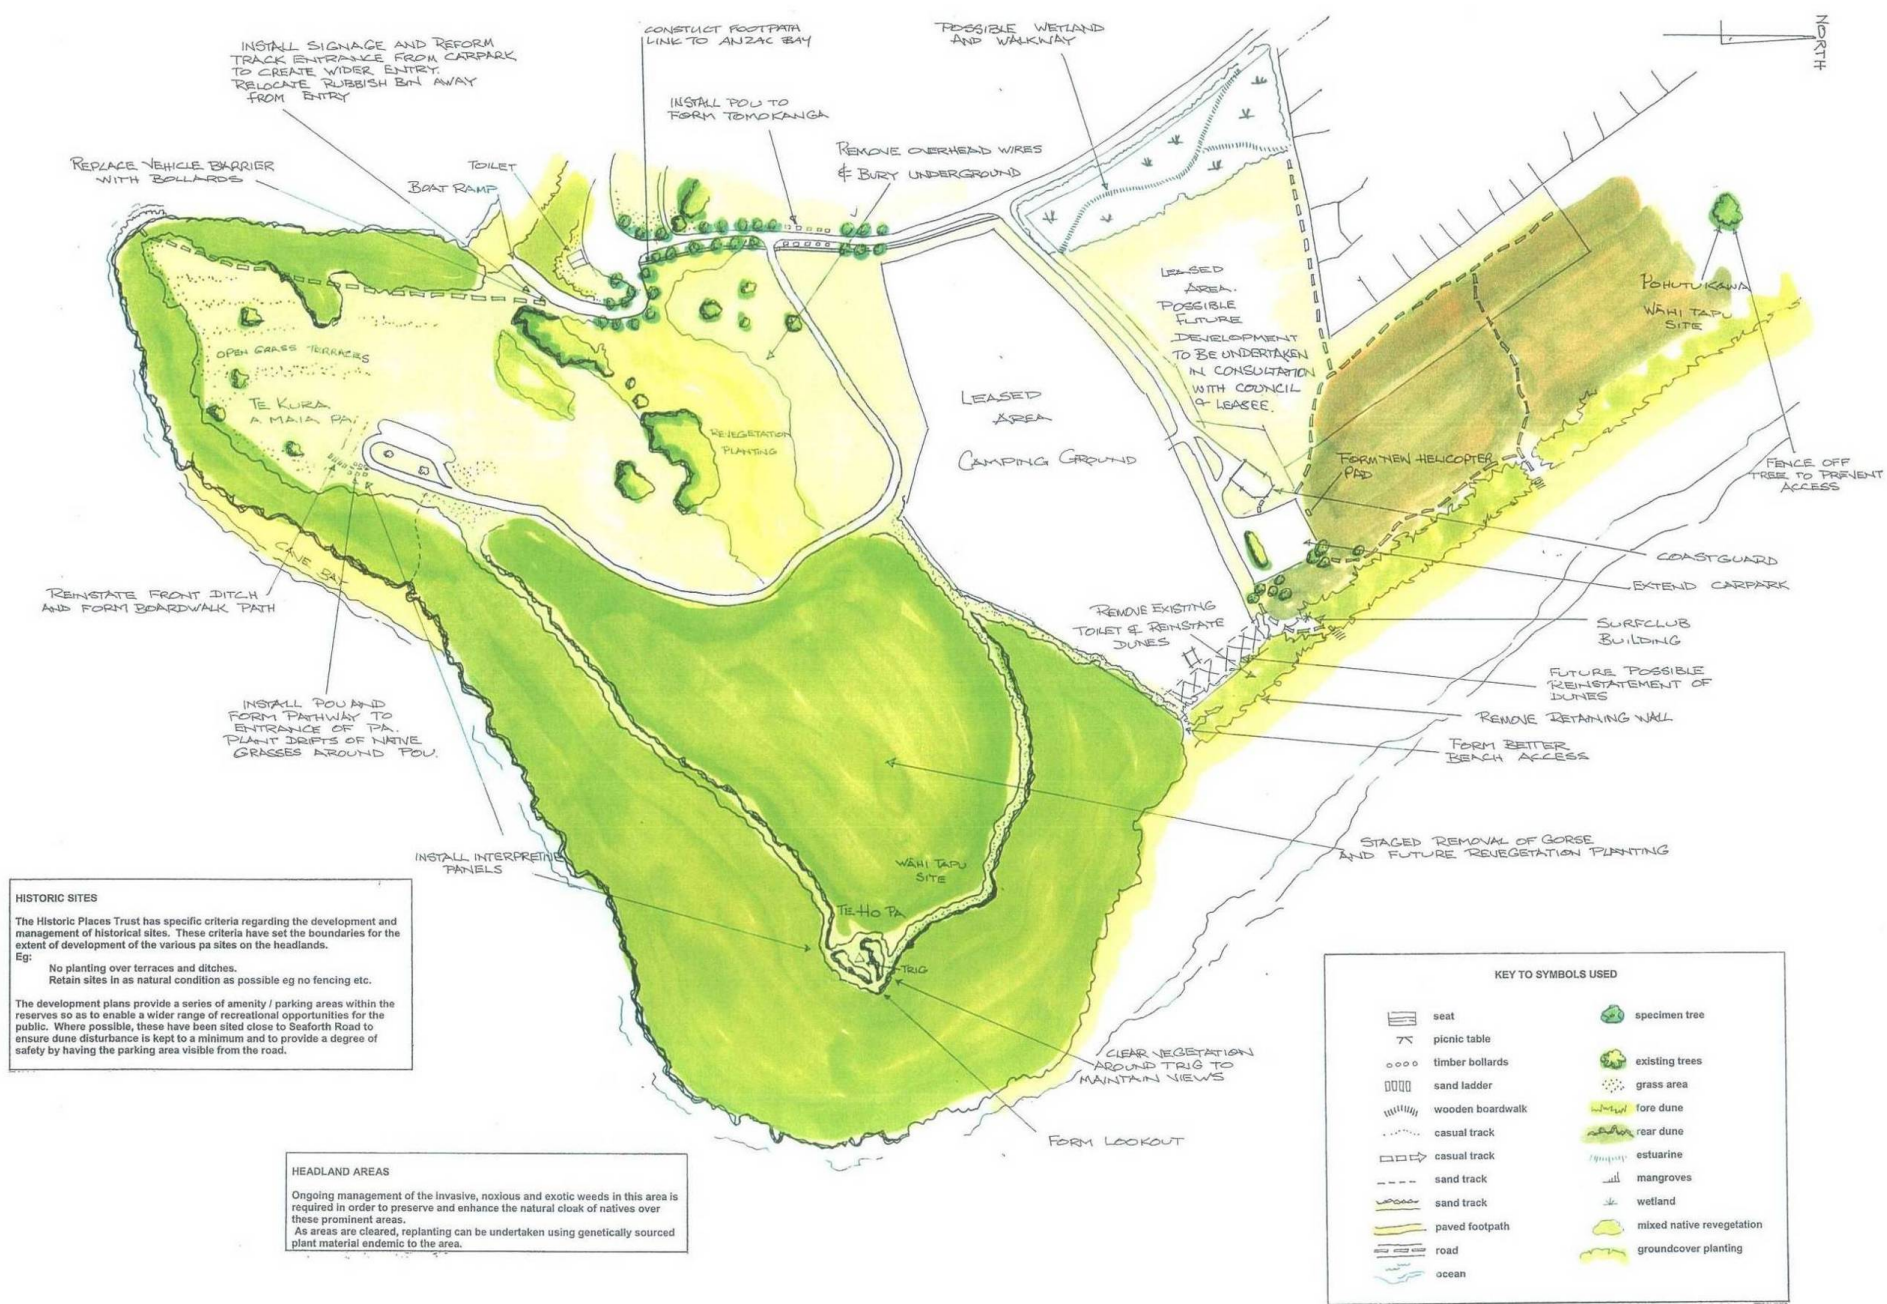 INSTALL SIGNAGE AND REFORM
TRACK ENTRANCE FROM CARPARK
TO CREATE WIDER ENTRY.
RELOCATE RUBBISH BIN AWAY
FROM ENTRY
CONSTUCT FOOTPATH
LINK TO ANZAC BAY
POSSIBLE WETLAND
AND WALKWAY
NORTH
INSTALL POU TO
FORM TOMOKANGA
REMOVE OVERHEAD WIRES
& BURY UNDERGROUND
REPLACE VEHICLE BARRIER
WITH BOLLARDS
TOILET
BOAT RAMP
LEASED
AREA.
POSSIBLE
FUTURE
DEVELOPMENT
TO BE UNDERTAKEN
IN CONSULTATION
WITH COUNCIL
& LEASEE.
POHUTUKAWA
WĀHI TAPU
SITE
OPEN GRASS TERRACES
TE KURA
A MAIA PA
REVEGETATION
PLANTING
LEASED
AREA
CAMPING GROUND
FORM NEW HELICOPTER
PAD
FENCE OFF
TREE TO PREVENT
ACCESS
CAVE BAY
COASTGUARD
EXTEND CARPARK
REINSTATE FRONT DITCH
AND FORM BOARDWALK PATH
REMOVE EXISTING
TOILET & REINSTATE
DUNES
SURFCLUB
BUILDING
FUTURE POSSIBLE
REINSTATEMENT OF
DUNES
REMOVE RETAINING WALL
FORM BETTER
BEACH ACCESS
INSTALL POU AND
FORM PATHWAY TO
ENTRANCE OF PA.
PLANT DRIFTS OF NATIVE
GRASSES AROUND POU.
STAGED REMOVAL OF GORSE
AND FUTURE REVEGETATION PLANTING
INSTALL INTERPRETIVE
PANELS
WĀHI TAPU
SITE
TE HO PA
TRIG
CLEAR VEGETATION
AROUND TRIG TO
MAINTAIN VIEWS
FORM LOOKOUT
HISTORIC SITES
The Historic Places Trust has specific criteria regarding the development and
management of historical sites. These criteria have set the boundaries for the
extent of development of the various pa sites on the headlands.
Eg:
No planting over terraces and ditches.
Retain sites in as natural condition as possible eg no fencing etc.
The development plans provide a series of amenity / parking areas within the
reserves so as to enable a wider range of recreational opportunities for the
public. Where possible, these have been sited close to Seaforth Road to
ensure dune disturbance is kept to a minimum and to provide a degree of
safety by having the parking area visible from the road.
HEADLAND AREAS
Ongoing management of the invasive, noxious and exotic weeds in this area is
required in order to preserve and enhance the natural cloak of natives over
these prominent areas.
As areas are cleared, replanting can be undertaken using genetically sourced
plant material endemic to the area.
KEY TO SYMBOLS USED
seat
picnic table
timber bollards
sand ladder
wooden boardwalk
casual track
casual track
sand track
sand track
paved footpath
road
ocean
specimen tree
existing trees
grass area
fore dune
rear dune
estuarine
mangroves
wetland
mixed native revegetation
groundcover planting